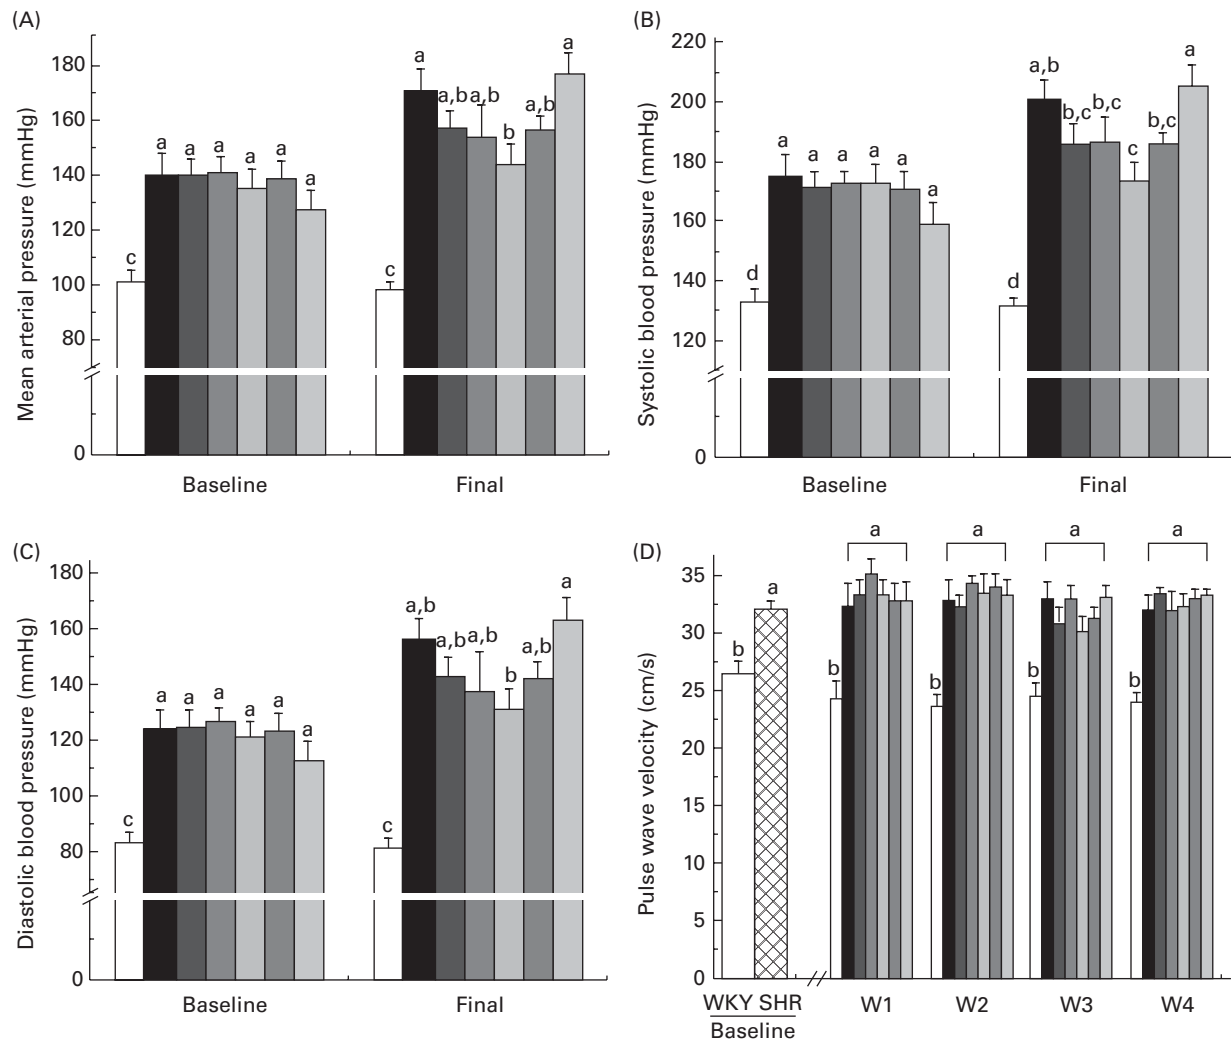 (A)
Mean arterial pressure (mmHg)
180
160
140
120
100
80
0
c
a
a
a
a
a
a
c
a
a,b
a,b
b
a,b
a
Baseline
Final
(B)
Systolic blood pressure (mmHg)
220
200
180
160
140
120
0
d
a
a
a
a
a
a
d
a,b
b,c
b,c
c
b,c
a
Baseline
Final
(C)
Diastolic blood pressure (mmHg)
180
160
140
120
100
80
0
c
a
a
a
a
a
a
c
a,b
a,b
a,b
b
a,b
a
Baseline
Final
(D)
Pulse wave velocity (cm/s)
35
30
25
20
15
10
5
0
b
a
b
a
b
a
b
a
b
a
WKY SHR
Baseline
W1
W2
W3
W4